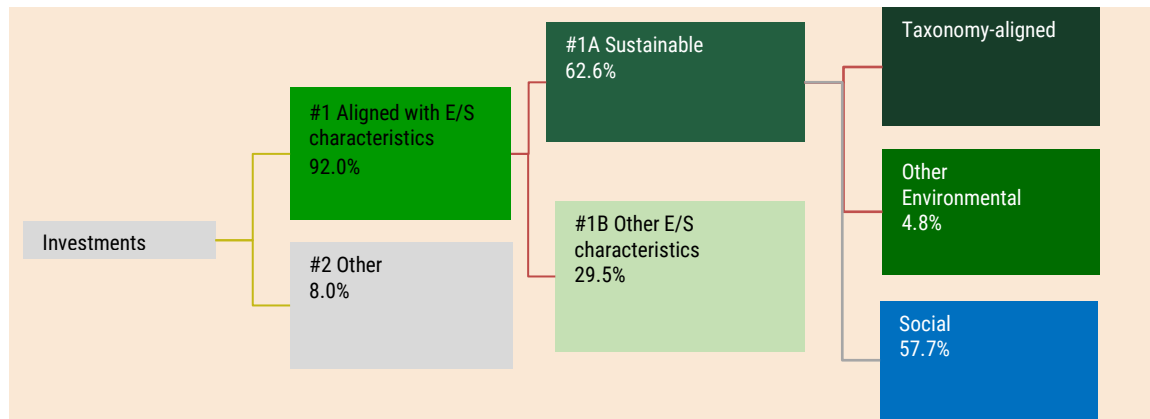 Investments
#1 Aligned with E/S
characteristics
92.0%
#2 Other
8.0%
#1A Sustainable
62.6%
#1B Other E/S
characteristics
29.5%
Taxonomy-aligned
Other
Environmental
4.8%
Social
57.7%